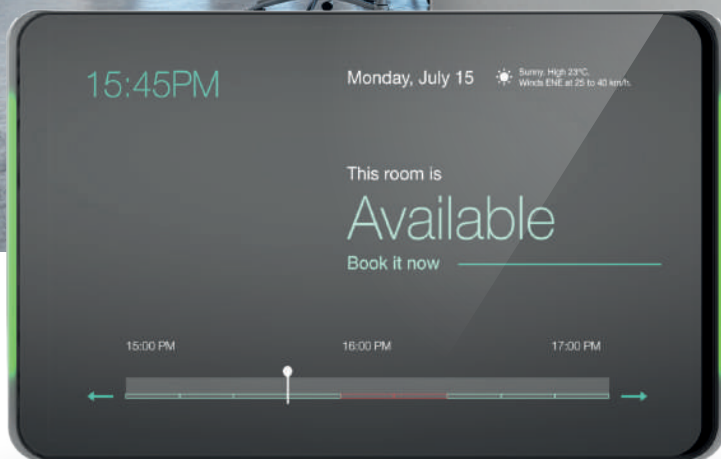 15:45PM
Monday, July 15
Sunny. High 23°C.
Winds ENE at 25 to 40 km/h.
This room is
Available
Book it now
15:00 PM 16:00 PM 17:00 PM